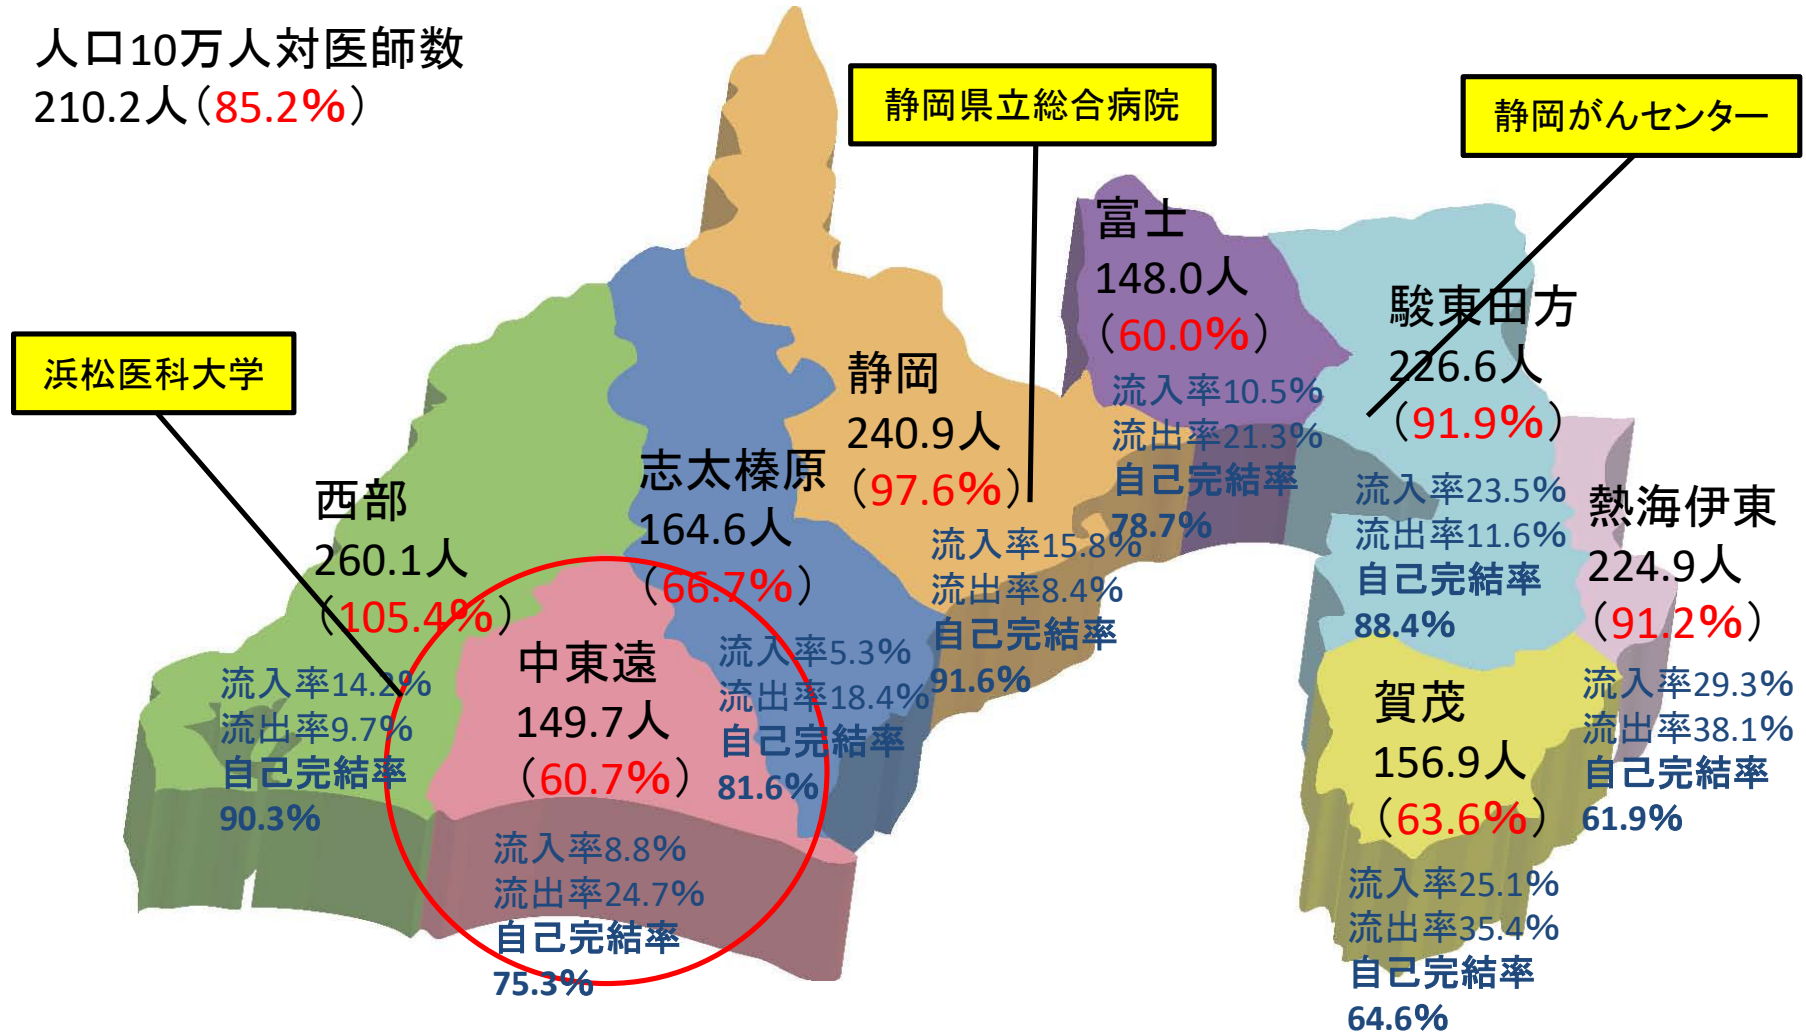 人口10万人対医師数
210.2人（85.2%）
静岡県立総合病院
静岡がんセンター
浜松医科大学
富士
148.0人
（60.0%）
流入率10.5%
流出率21.3%
自己完結率
78.7%
駿東田方
226.6人
（91.9%）
流入率23.5%
流出率11.6%
自己完結率
88.4%
静岡
240.9人
（97.6%）
流入率15.8%
流出率8.4%
自己完結率
91.6%
志太榛原
164.6人
（66.7%）
流入率5.3%
流出率18.4%
自己完結率
81.6%
西部
260.1人
（105.4%）
流入率14.2%
流出率9.7%
自己完結率
90.3%
中東遠
149.7人
（60.7%）
流入率8.8%
流出率24.7%
自己完結率
75.3%
熱海伊東
224.9人
（91.2%）
流入率29.3%
流出率38.1%
自己完結率
61.9%
賀茂
156.9人
（63.6%）
流入率25.1%
流出率35.4%
自己完結率
64.6%